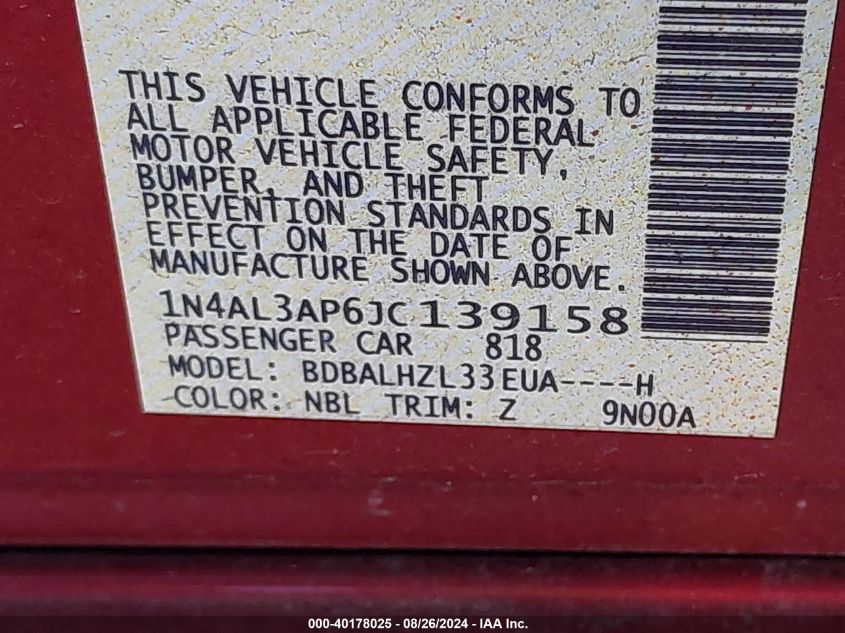 THIS VEHICLE CONFORMS TO
ALL APPLICABLE FEDERAL
MOTOR VEHICLE SAFETY,
BUMPER, AND THEFT
PREVENTION STANDARDS IN
EFFECT ON THE DATE OF
MANUFACTURE SHOWN ABOVE.
1N4AL3AP6JC139158
PASSENGER CAR 818
MODEL: BDBALHZL33EUA----H
COLOR: NBL TRIM: Z 9N00A
000-40178025 - 08/26/2024 - IAA Inc.